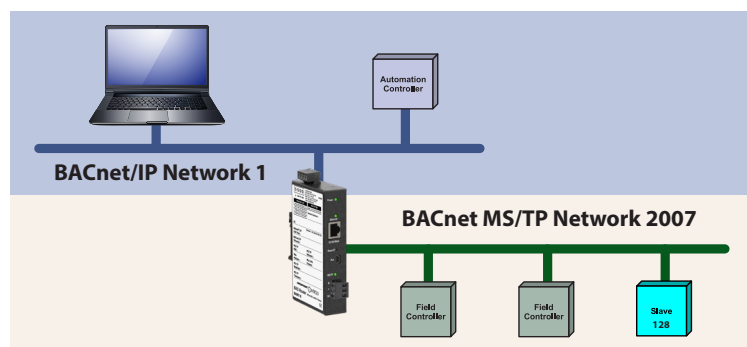 Automation
Controller
BACnet/IP Network 1
BACnet MS/TP Network 2007
Field
Controller
Field
Controller
Slave
128